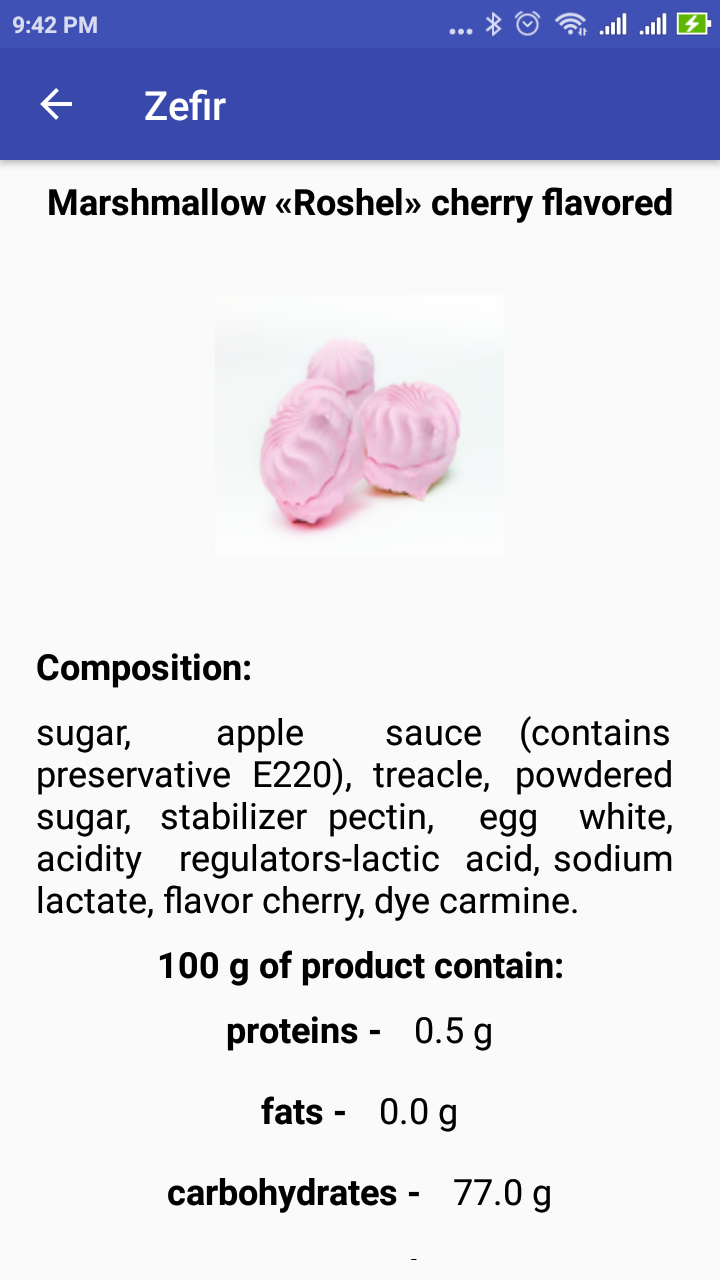 9:42 PM
Zefir
Marshmallow «Roshel» cherry flavored
Composition:
sugar, apple sauce (contains
preservative E220), treacle, powdered
sugar, stabilizer pectin, egg white,
acidity regulators-lactic acid, sodium
lactate, flavor cherry, dye carmine.
100 g of product contain:
proteins - 0.5 g
fats - 0.0 g
carbohydrates - 77.0 g